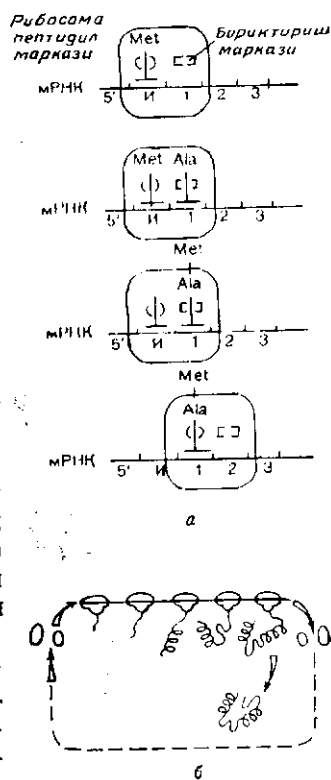 Рибосома
пептидил
маркази
Бириктириш
маркази
Met
мРНК
5' И 1 2 3
Met Ala
мРНК
5' И 1 2 3
Met
Ala
мРНК
5' И 1 2 3
Met
Ala
мРНК
5' И 1 2 3
а
б